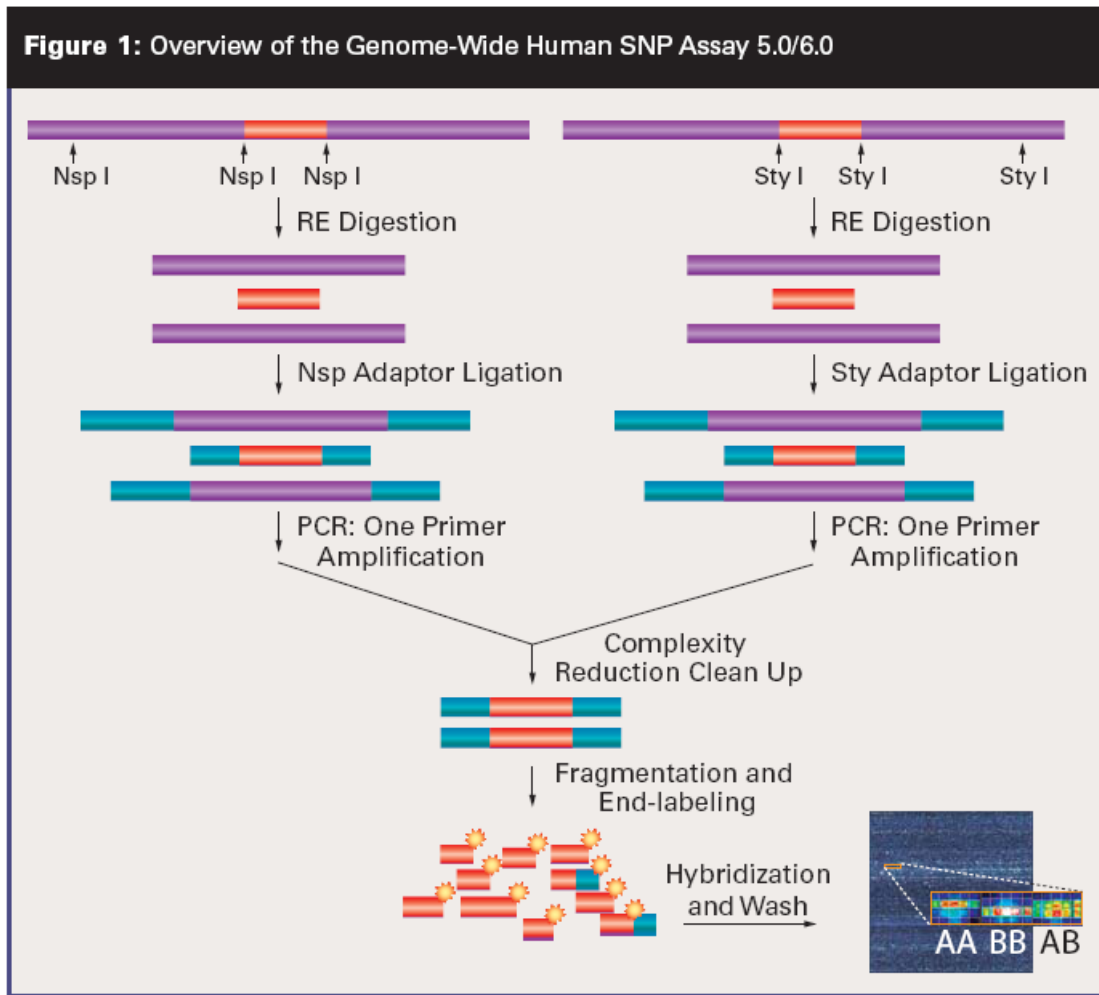 Figure 1: Overview of the Genome-Wide Human SNP Assay 5.0/6.0
Nsp I Nsp I Nsp I
Sty I Sty I Sty I
RE Digestion
RE Digestion
Nsp Adaptor Ligation
Sty Adaptor Ligation
PCR: One Primer
Amplification
PCR: One Primer
Amplification
Complexity
Reduction Clean Up
Fragmentation and
End-labeling
Hybridization
and Wash
AA BB AB